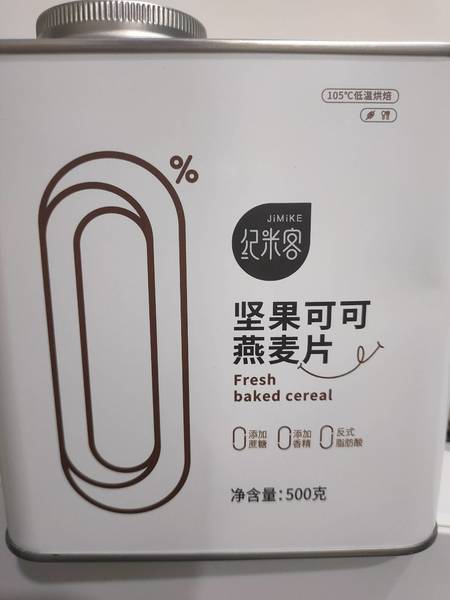 105℃低温烘焙
0%
JiMiKE
纪米客
坚果可可
燕麦片
Fresh
baked cereal
0添加蔗糖 0添加香精 0反式脂肪酸
净含量：500克